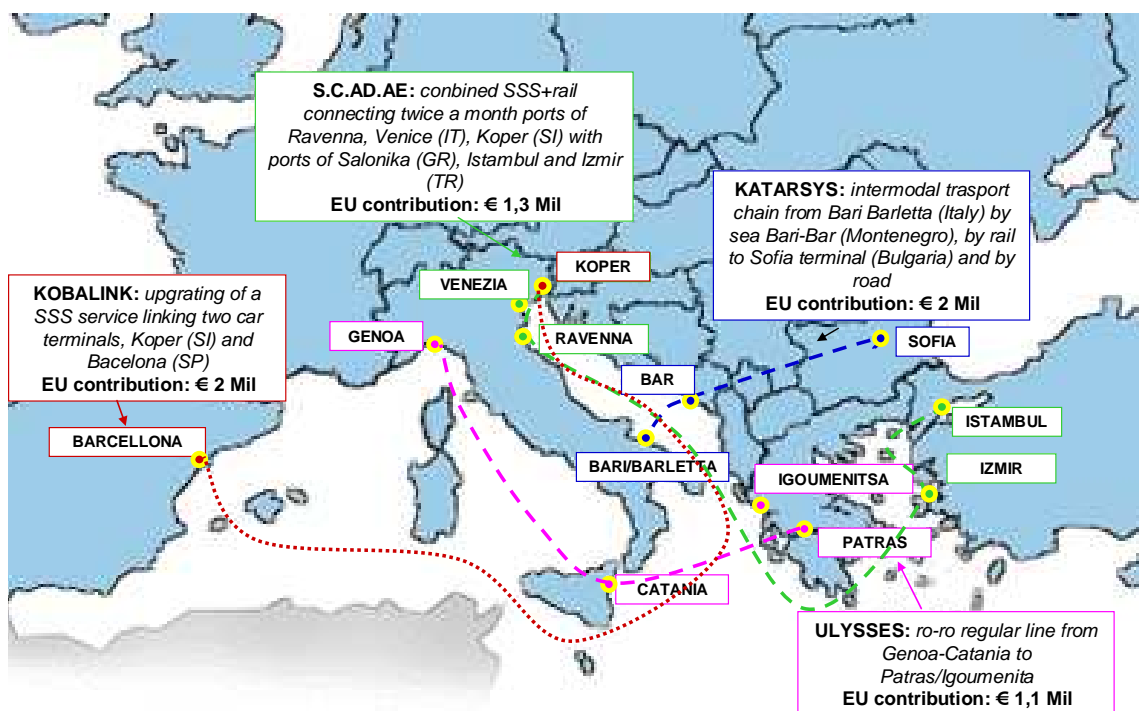 S.C.AD.AE: combined SSS+rail
connecting twice a month ports of
Ravenna, Venice (IT), Koper (SI) with
ports of Salonika (GR), Istambul and Izmir
(TR)
EU contribution: € 1,3 Mil
KATARSYS: intermodal trasport
chain from Bari Barletta (Italy) by
sea Bari-Bar (Montenegro), by rail
to Sofia terminal (Bulgaria) and by
road
EU contribution: € 2 Mil
KOBALINK: upgrating of a
SSS service linking two car
terminals, Koper (SI) and
Bacelona (SP)
EU contribution: € 2 Mil
KOPER
VENEZIA
GENOA
RAVENNA
SOFIA
BAR
ISTAMBUL
BARCELLONA
BARI/BARLETTA
IGOUMENITSA
IZMIR
PATRAS
CATANIA
ULYSSES: ro-ro regular line from
Genoa-Catania to
Patras/Igoumenita
EU contribution: € 1,1 Mil